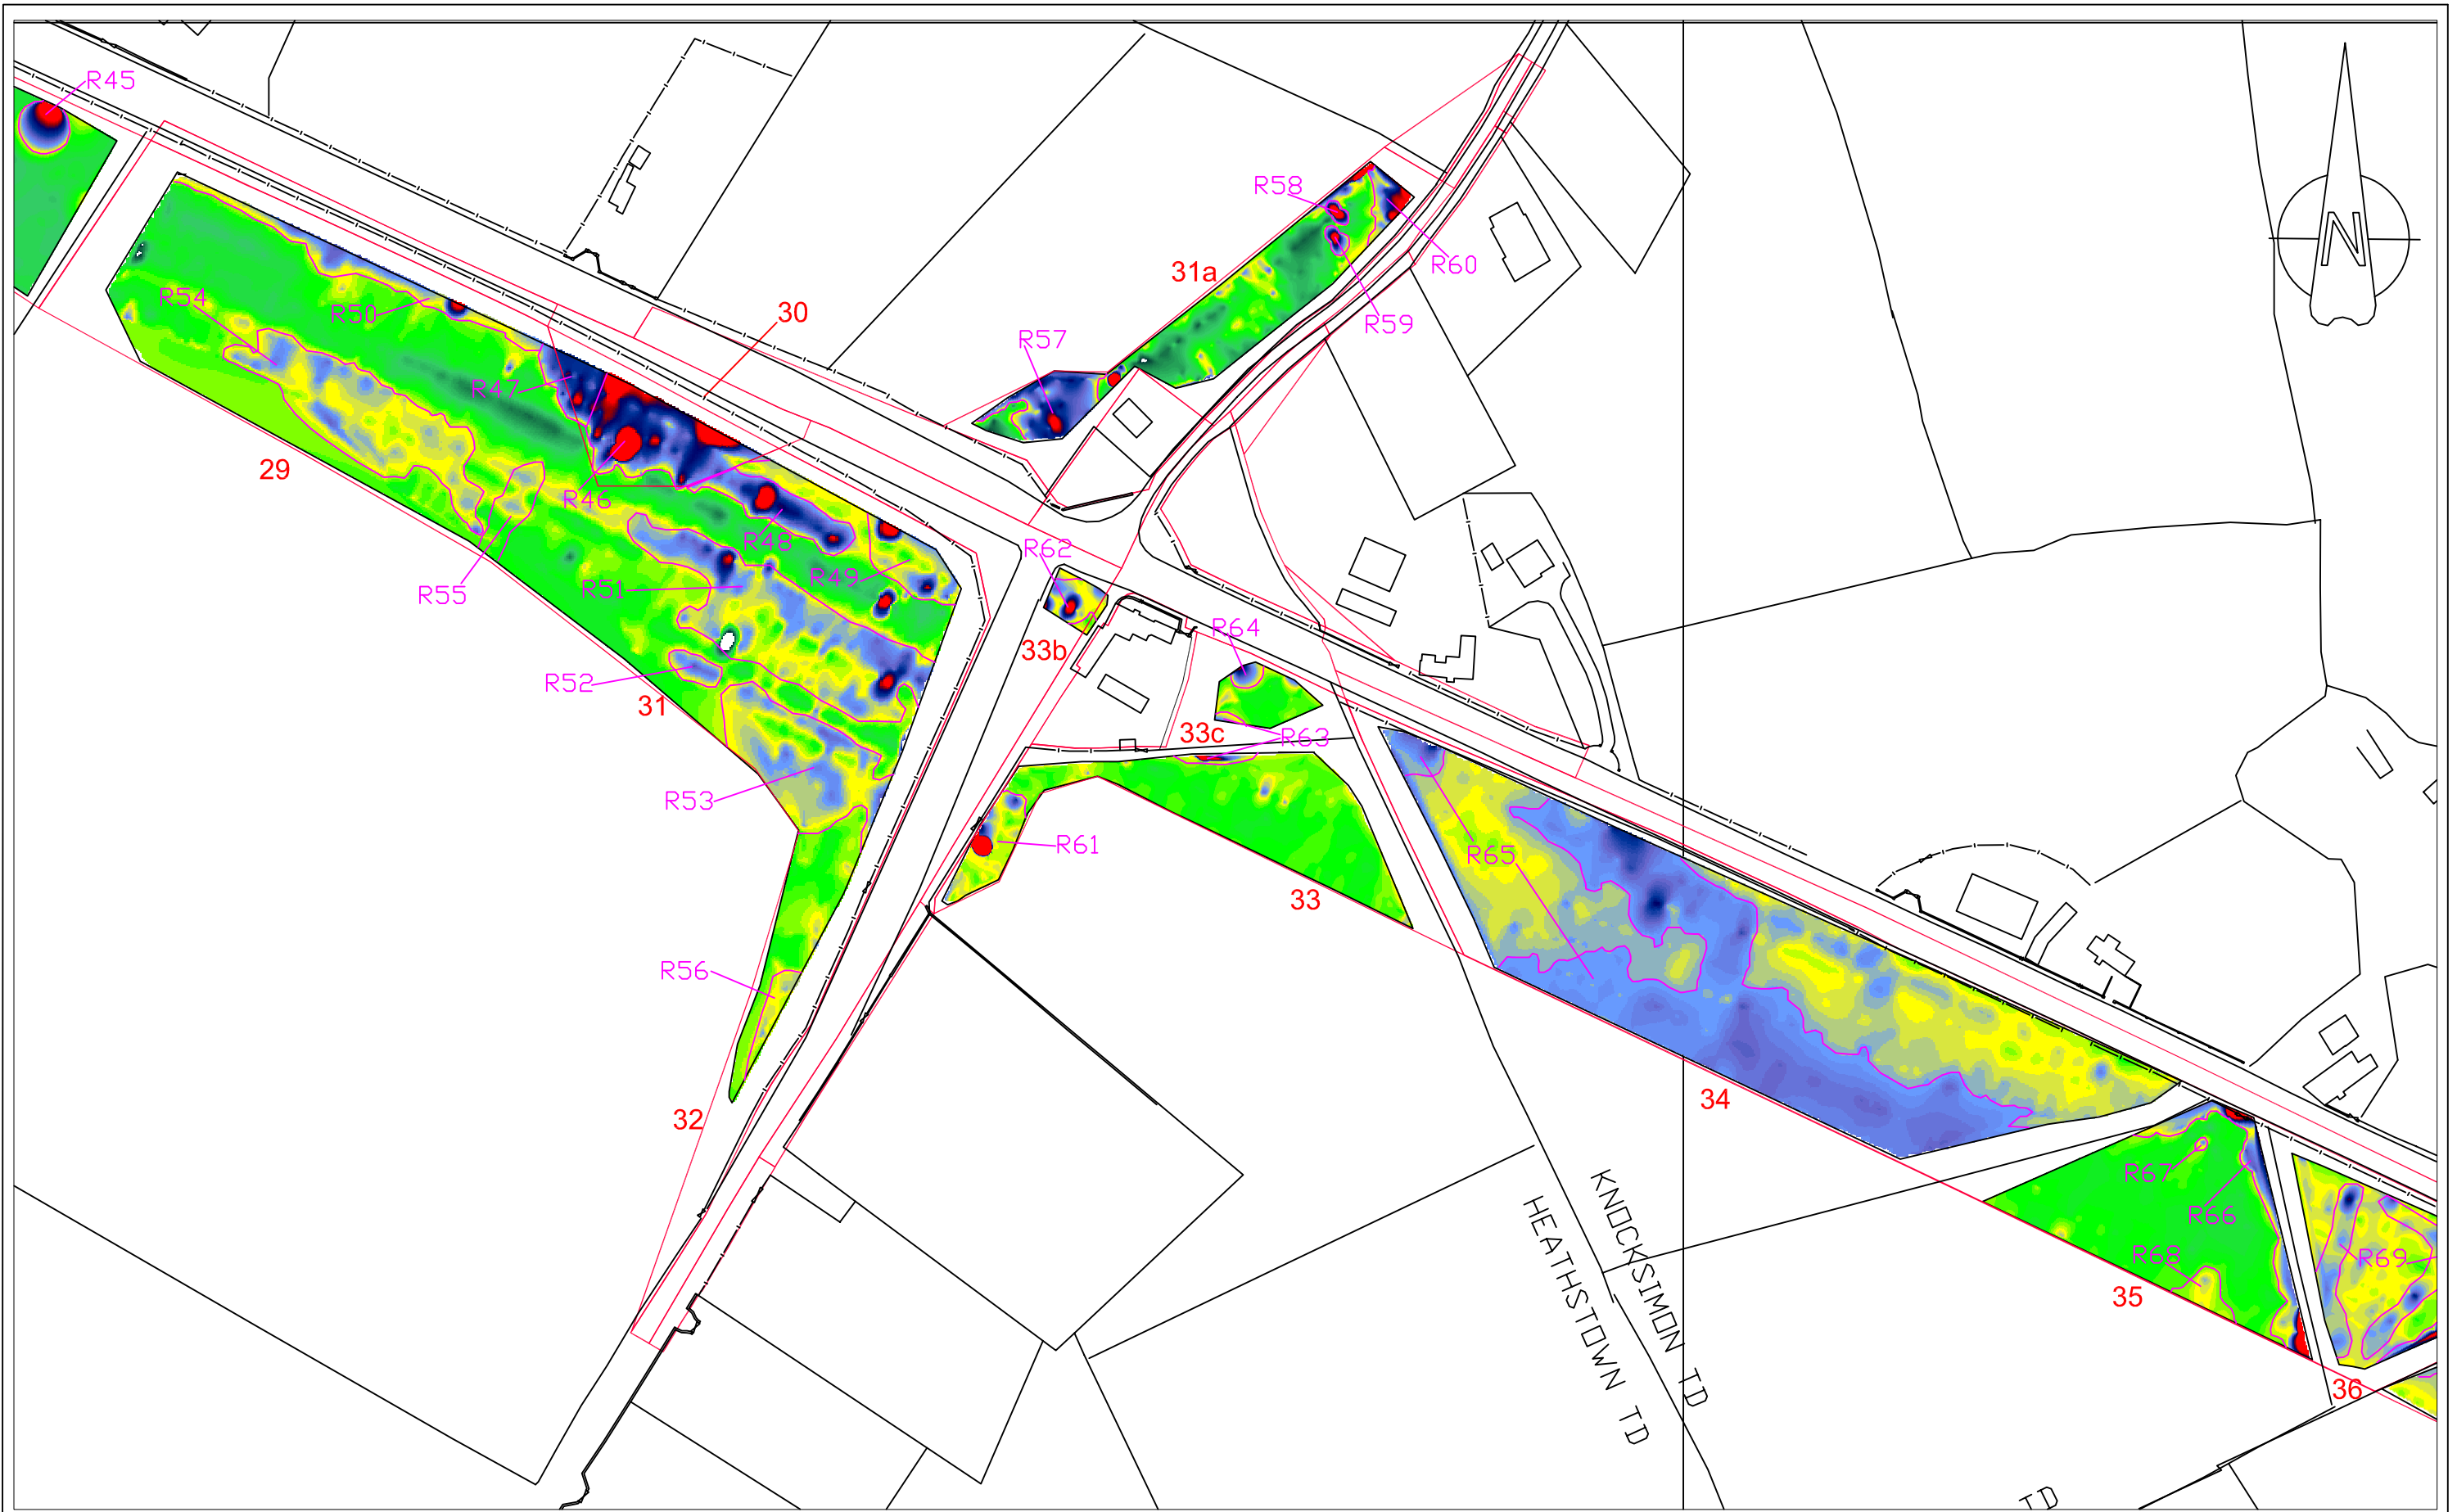 R45
N
R58
31a
R60
R54
R50
30
R59
R57
R47
29
R46
R48
R62
R55
R51
R49
R64
33b
R52
31
33c
R63
R53
R61
R65
33
R56
34
32
R67
KNOCKSIMON TD
HEATHSTOWN TD
R66
R68
R69
35
36
TD